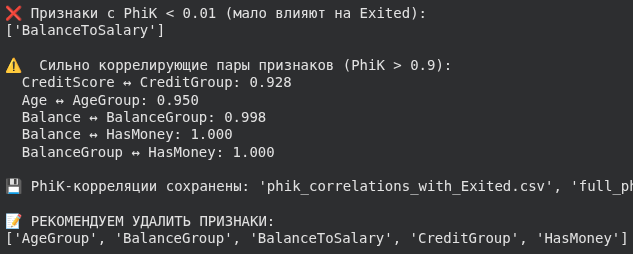 ❌ Признаки с PhiK < 0.01 (мало влияют на Exited):
['BalanceToSalary']
⚠️ Сильно коррелирующие пары признаков (PhiK > 0.9):
CreditScore ↔ CreditGroup: 0.928
Age ↔ AgeGroup: 0.950
Balance ↔ BalanceGroup: 0.998
Balance ↔ HasMoney: 1.000
BalanceGroup ↔ HasMoney: 1.000
💾 PhiK-корреляции сохранены: 'phik_correlations_with_Exited.csv', 'full_ph
📝 РЕКОМЕНДУЕМ УДАЛИТЬ ПРИЗНАКИ:
['AgeGroup', 'BalanceGroup', 'BalanceToSalary', 'CreditGroup', 'HasMoney']